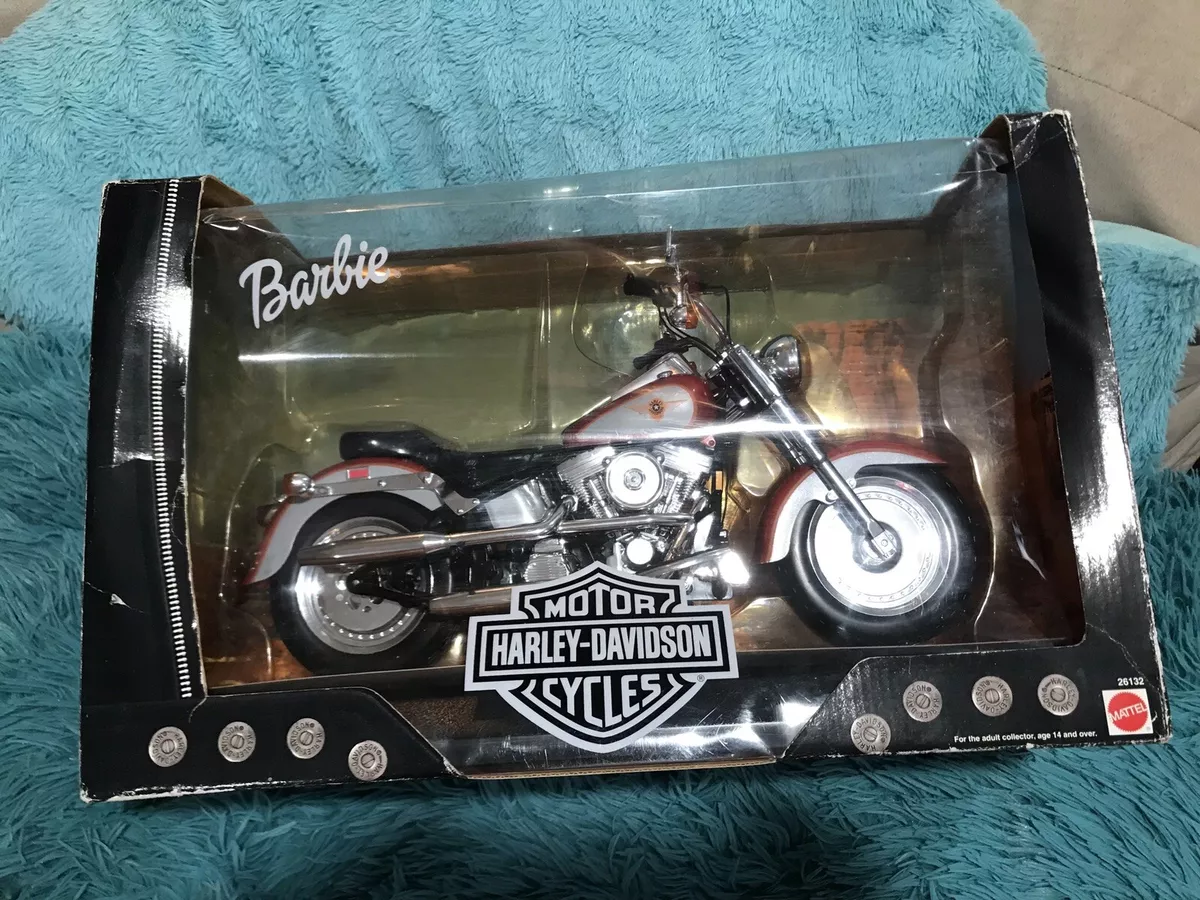 Barbie
MOTOR
HARLEY-DAVIDSON
CYCLES®
26132
MATTEL
For the adult collector, age 14 and over.